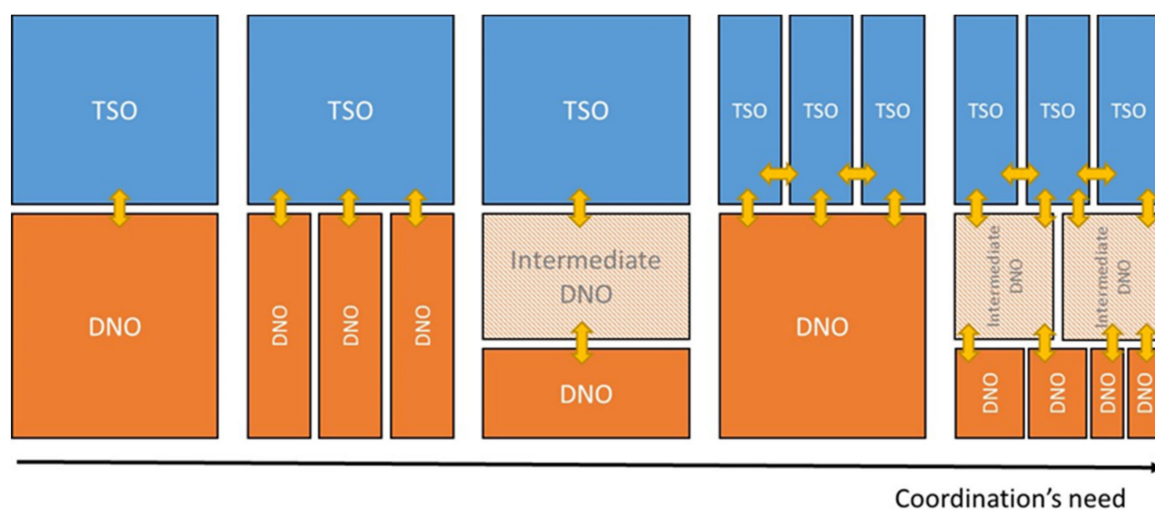 TSO
DNO
TSO
DNO
DNO
DNO
TSO
Intermediate
DNO
DNO
TSO
TSO
TSO
DNO
TSO
TSO
TSO
Intermediate
DNO
Intermediate
DNO
DNO
DNO
DNO
DNO
Coordination's need